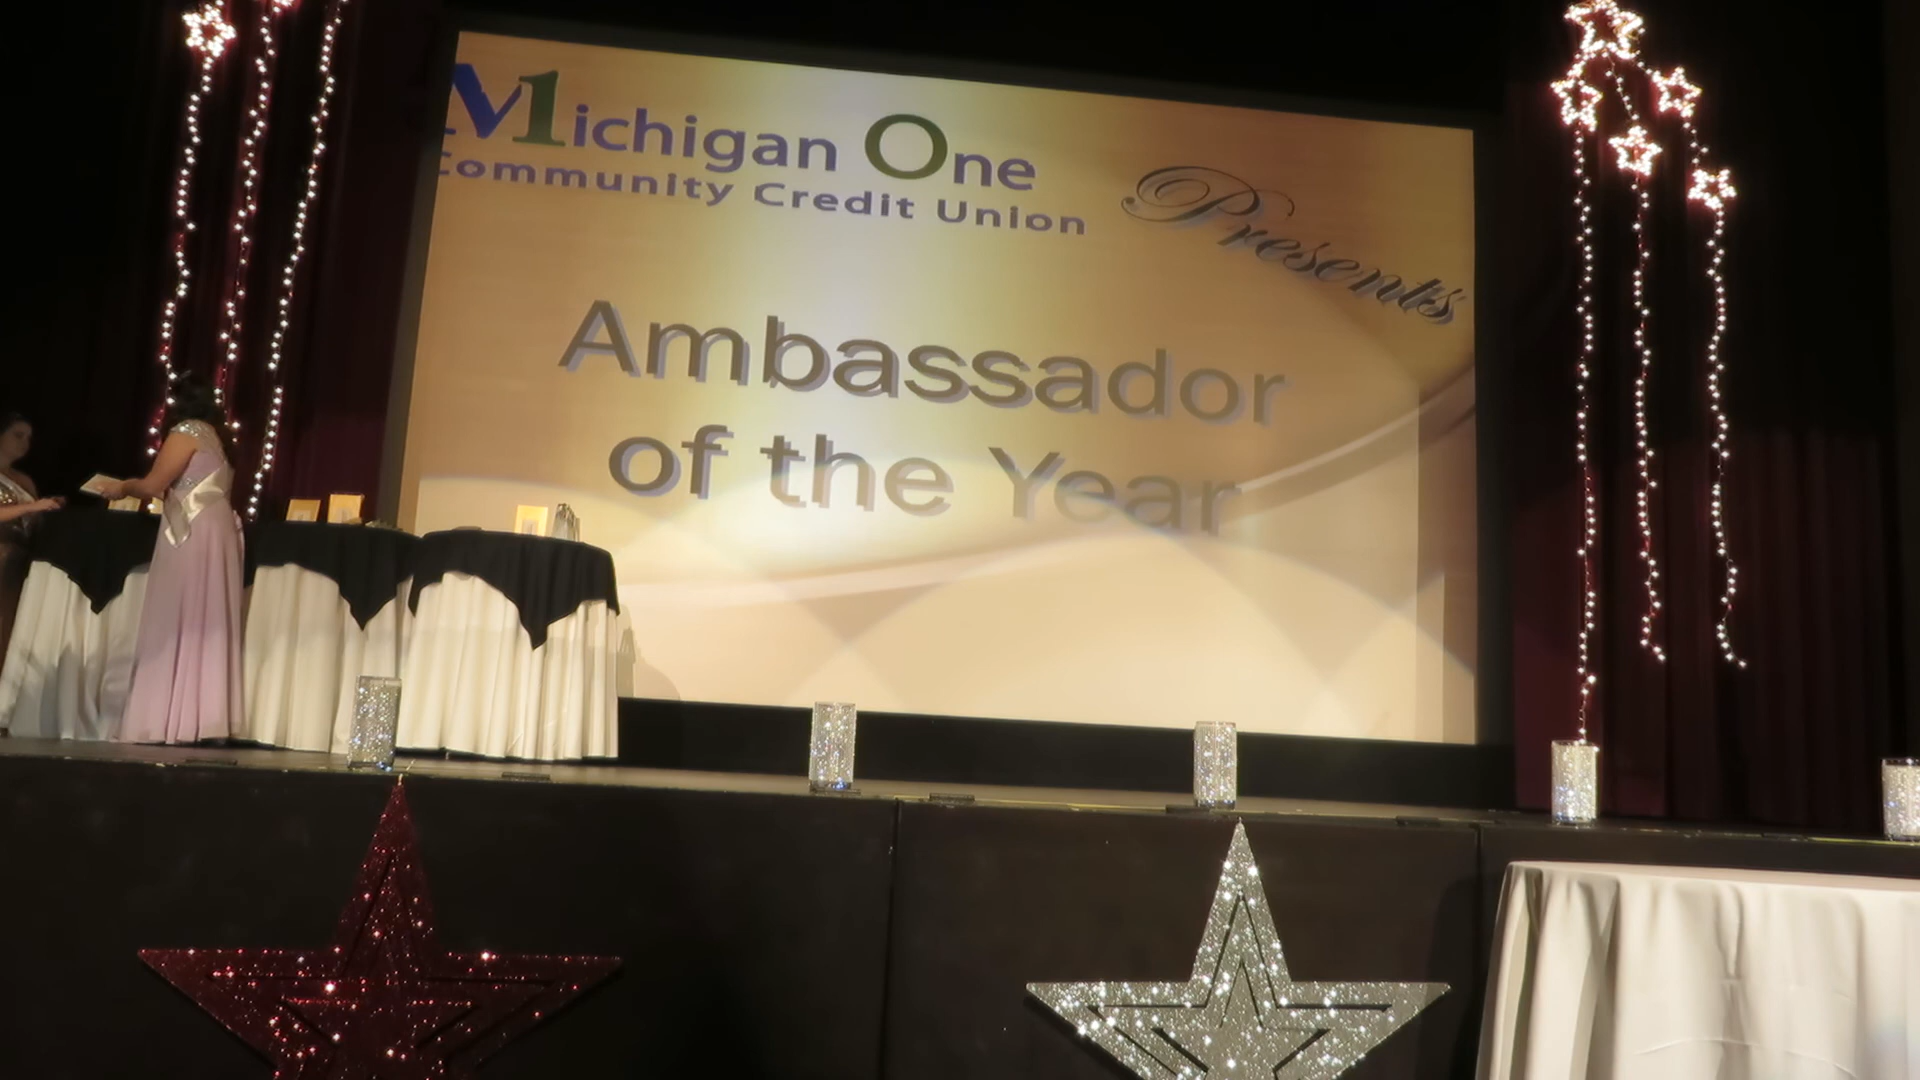 Michigan One
Community Credit Union
Presents
Ambassador
of the Year